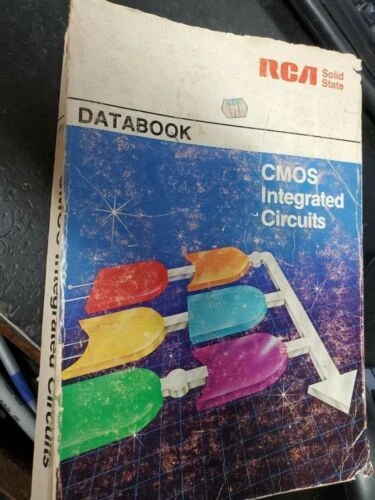 RCA Solid
State
DATABOOK
CMOS
Integrated
Circuits
CMOS Integrated Circuits